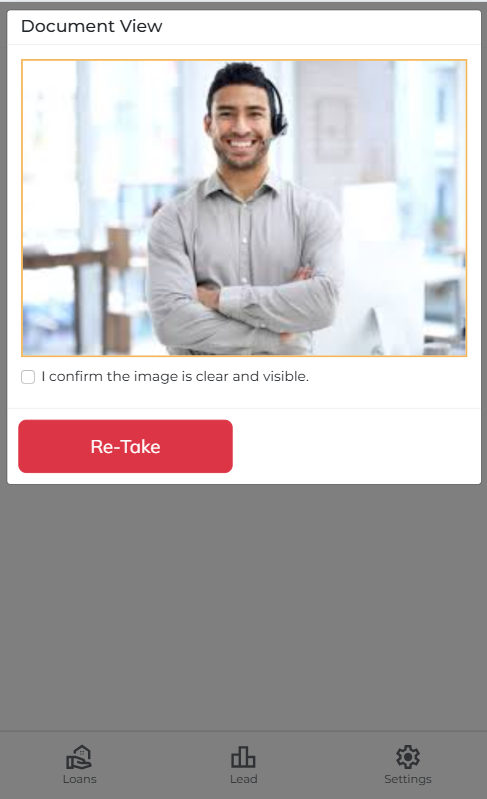 Document View
I confirm the image is clear and visible.
Re-Take
Loans
Lead
Settings